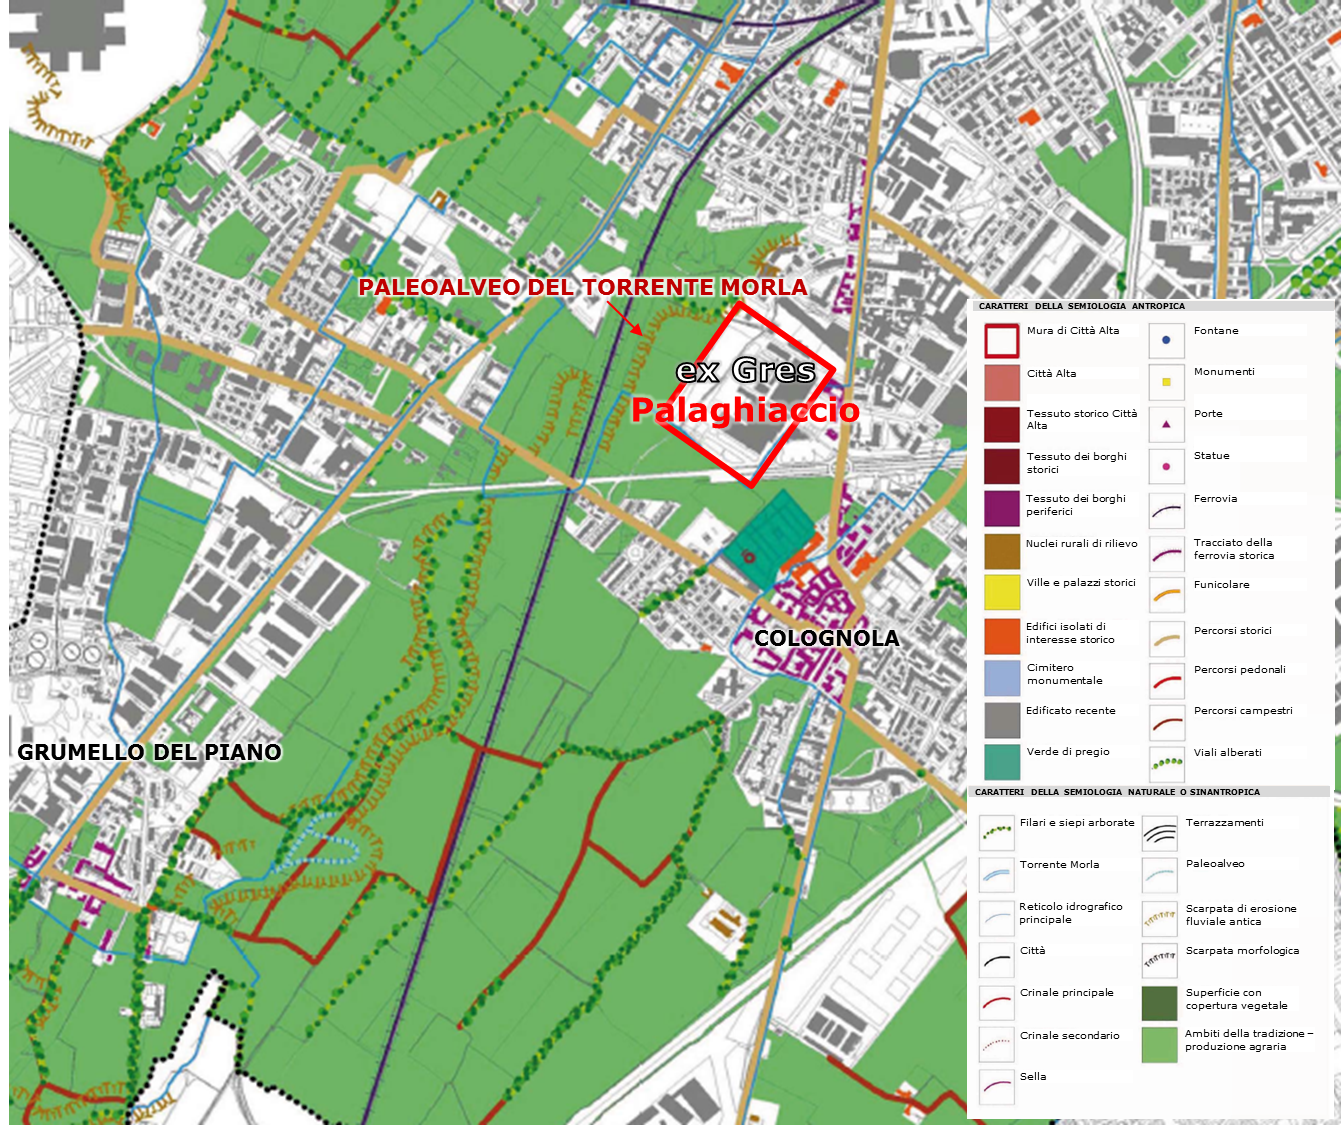 PALEOALVEO DEL TORRENTE MORLA
ex Gres
Palaghiaccio
COLOGNOLA
GRUMELLO DEL PIANO
CARATTERI DELLA SEMIOLOGIA ANTROPICA
Mura di Città Alta
Città Alta
Tessuto storico Città
Alta
Tessuto dei borghi
storici
Tessuto dei borghi
periferici
Nuclei rurali di rilievo
Ville e palazzi storici
Edifici isolati di
interesse storico
Cimitero
monumentale
Edificato recente
Verde di pregio
Fontane
Monumenti
Porte
Statue
Ferrovia
Tracciato della
ferrovia storica
Funicolare
Percorsi storici
Percorsi pedonali
Percorsi campestri
Viali alberati
CARATTERI DELLA SEMIOLOGIA NATURALE O SINANTROPICA
Filari e siepi arborate
Torrente Morla
Reticolo idrografico
principale
Città
Crinale principale
Crinale secondario
Sella
Terrazzamenti
Paleoalveo
Scarpata di erosione
fluviale antica
Scarpata morfologica
Superficie con
copertura vegetale
Ambiti della tradizione –
produzione agraria